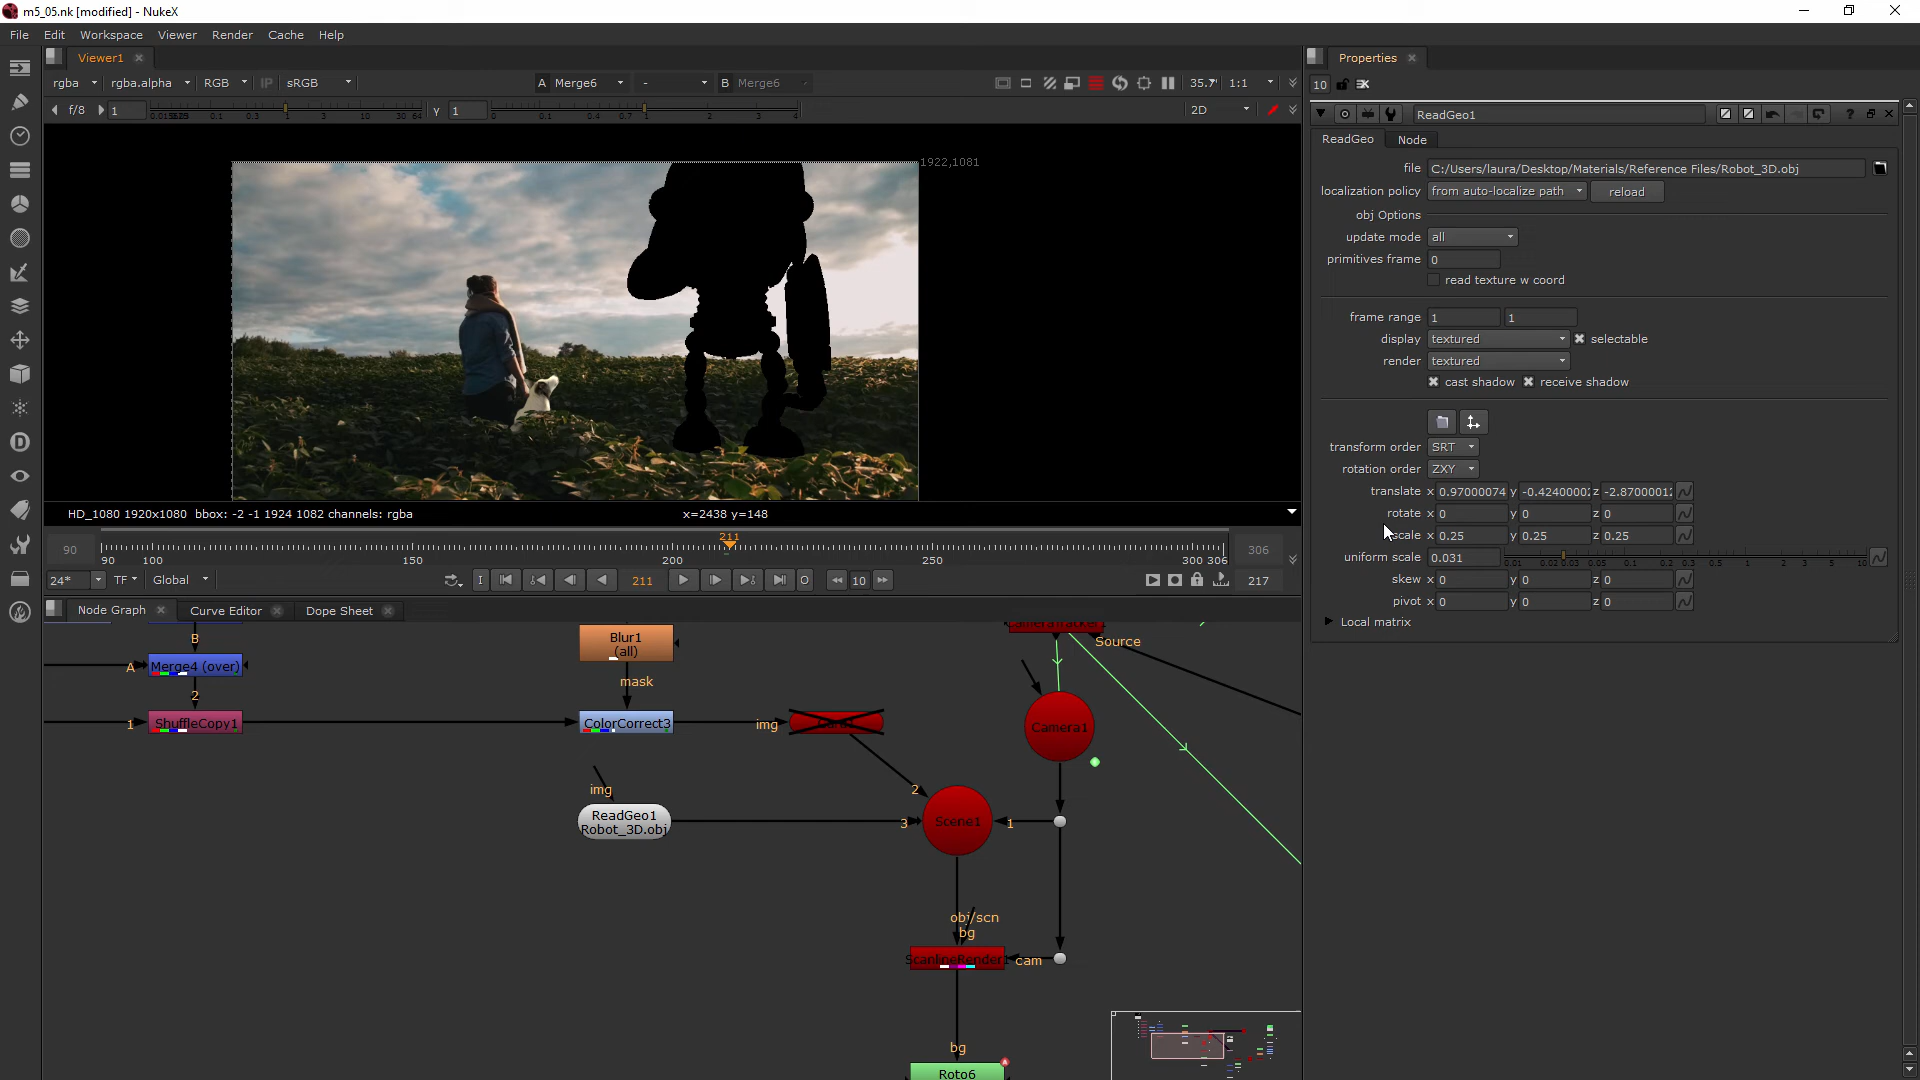 m5_05.nk [modified] - NukeX
File Edit Workspace Viewer Render Cache Help
Viewer1
rgba rgba.alpha RGB IP sRGB A Merge6 - B Merge6 1:1
f/8 1 y 1 2D
1922,1081
HD_1080 1920x1080 bbox: -2 -1 1924 1082 channels: rgba x=2438 y=148
90 211 306
90 100 150 200 250 300 306
24* TF Global I 211 O 10 217
Node Graph Curve Editor Dope Sheet
B
A Merge4 (over)
2
1 ShuffleCopy1
Blur1
(all)
mask
ColorCorrect3 img
img
ReadGeo1
Robot_3D.obj
Source
Camera1
2
3 Scene1 1
obj/scn
bg
ScanlineRender1 cam
bg
Roto6
Properties
10
ReadGeo1
ReadGeo Node
file C:/Users/laura/Desktop/Materials/Reference Files/Robot_3D.obj
localization policy from auto-localize path reload
obj Options
update mode all
primitives frame 0
read texture w coord
frame range 1 1
display textured selectable
render textured
cast shadow receive shadow
transform order SRT
rotation order ZXY
translate x 0.97000074 y z
rotate x 0 y 0 z 0
x 0.25 y 0.25 z 0.25
uniform scale 0.031
skew x 0 y 0 z 0
pivot x 0 y 0 z 0
Local matrix